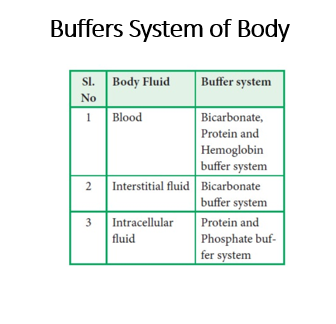 Buffers System of Body
Sl. No | Body Fluid | Buffer system
1 | Blood | Bicarbonate,
Protein and
Hemoglobin
buffer system
2 | Interstitial fluid | Bicarbonate
buffer system
3 | Intracellular | Protein and
fluid | Phosphate buf-
fer system